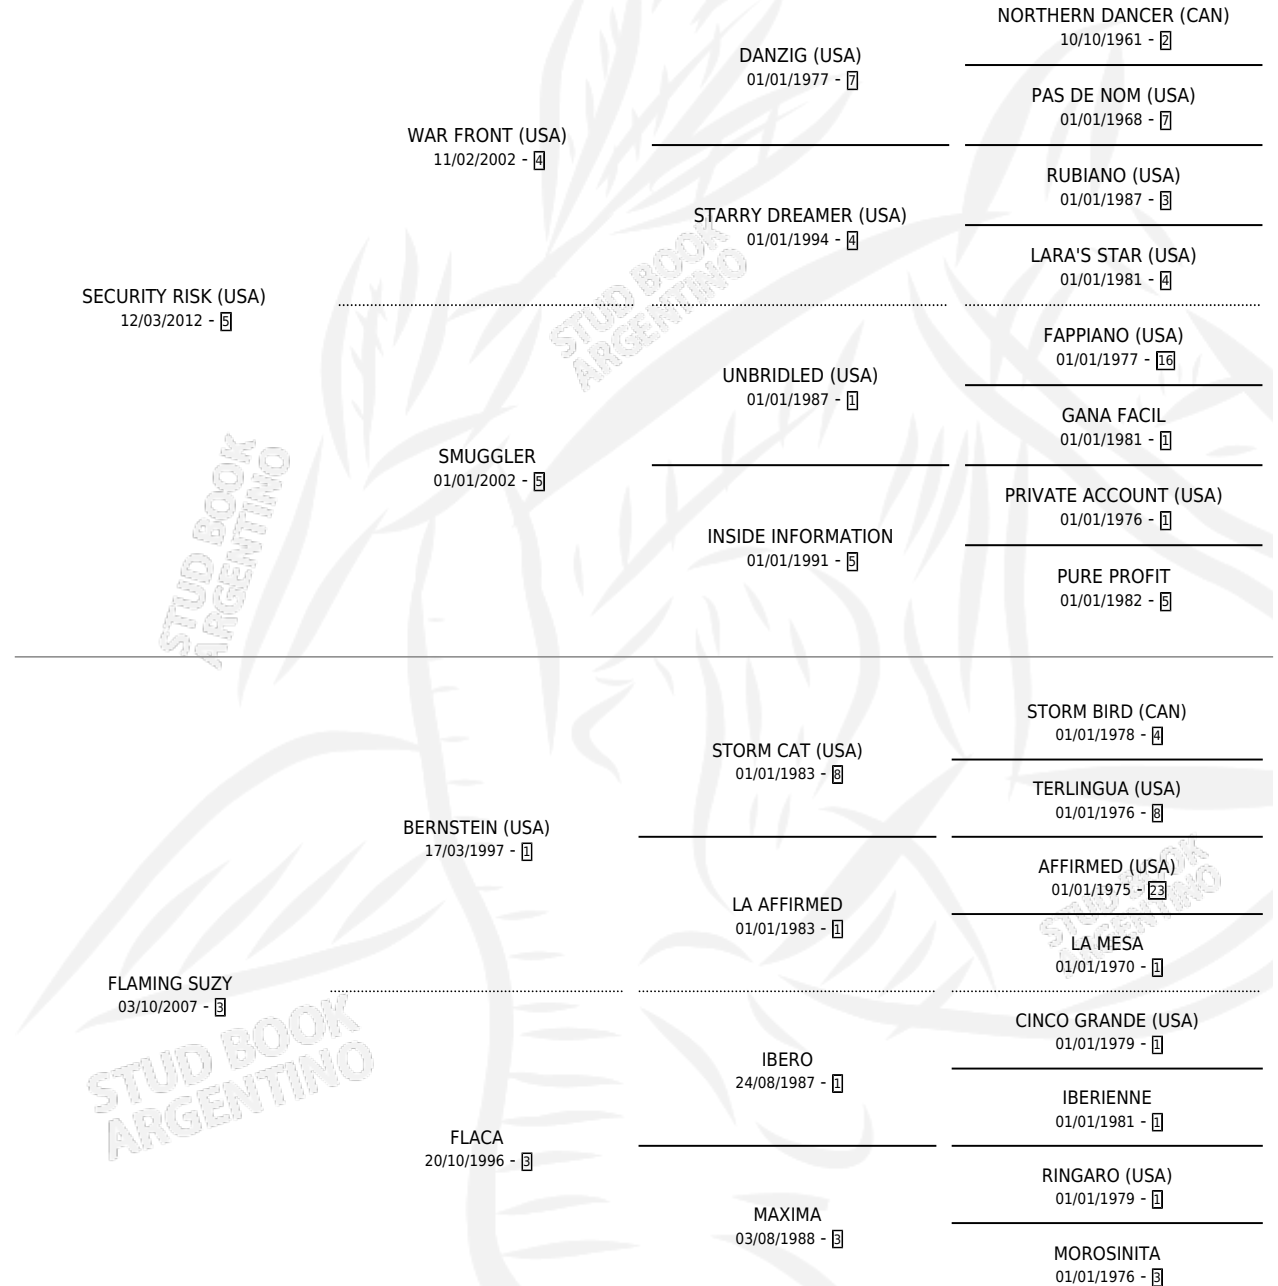 NORTHERN DANCER (CAN)
10/10/1961 - 2
DANZIG (USA)
01/01/1977 - 7
PAS DE NOM (USA)
01/01/1968 - 7
WAR FRONT (USA)
11/02/2002 - 4
RUBIANO (USA)
01/01/1987 - 3
STARRY DREAMER (USA)
01/01/1994 - 4
LARA'S STAR (USA)
01/01/1981 - 4
SECURITY RISK (USA)
12/03/2012 - 5
FAPPIANO (USA)
01/01/1977 - 16
UNBRIDLED (USA)
01/01/1987 - 1
GANA FACIL
01/01/1981 - 1
SMUGGLER
01/01/2002 - 5
PRIVATE ACCOUNT (USA)
01/01/1976 - 1
INSIDE INFORMATION
01/01/1991 - 5
PURE PROFIT
01/01/1982 - 5
STUD BOOK
ARGENTINO
STUD BOOK
ARGENTINO
STORM BIRD (CAN)
01/01/1978 - 4
STORM CAT (USA)
01/01/1983 - 8
TERLINGUA (USA)
01/01/1976 - 8
BERNSTEIN (USA)
17/03/1997 - 1
AFFIRMED (USA)
01/01/1975 - 23
LA AFFIRMED
01/01/1983 - 1
LA MESA
01/01/1970 - 1
FLAMING SUZY
03/10/2007 - 3
CINCO GRANDE (USA)
01/01/1979 - 1
IBERO
24/08/1987 - 1
IBERIENNE
01/01/1981 - 1
FLACA
20/10/1996 - 3
RINGARO (USA)
01/01/1979 - 1
MAXIMA
03/08/1988 - 3
MOROSINITA
01/01/1976 - 3
STUD BOOK
ARGENTINO
STUD BOOK
ARGENTINO